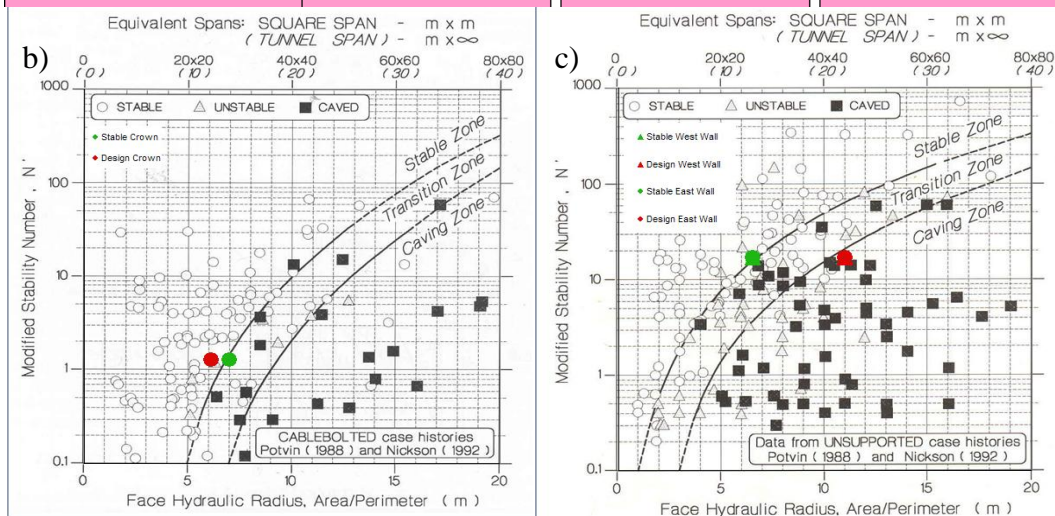 b)
Equivalent Spans: SQUARE SPAN - m x m
( TUNNEL SPAN ) - m x ∞
0 20x20 40x40 60x60 80x80
( 0 ) ( 10 ) ( 20 ) ( 30 ) ( 40 )
1000
STABLE UNSTABLE CAVED
Stable Crown
Design Crown
Stable Zone
Transition Zone
Caving Zone
100
10
1
0.1
Modified Stability Number, N'
CABLEBOLTED case histories
Potvin ( 1988 ) and Nickson ( 1992 )
0 5 10 15 20
Face Hydraulic Radius, Area/Perimeter ( m )
c)
Equivalent Spans: SQUARE SPAN - m x m
( TUNNEL SPAN ) - m x ∞
0 20x20 40x40 60x60 80x80
( 0 ) ( 10 ) ( 20 ) ( 30 ) ( 40 )
1000
STABLE UNSTABLE CAVED
Stable West Wall
Design West Wall
Stable East Wall
Design East Wall
Stable Zone
Transition Zone
Caving Zone
100
10
1
0.1
Modified Stability Number, N'
Data from UNSUPPORTED case histories
Potvin ( 1988 ) and Nickson ( 1992 )
0 5 10 15 20
Face Hydraulic Radius, Area/Perimeter ( m )